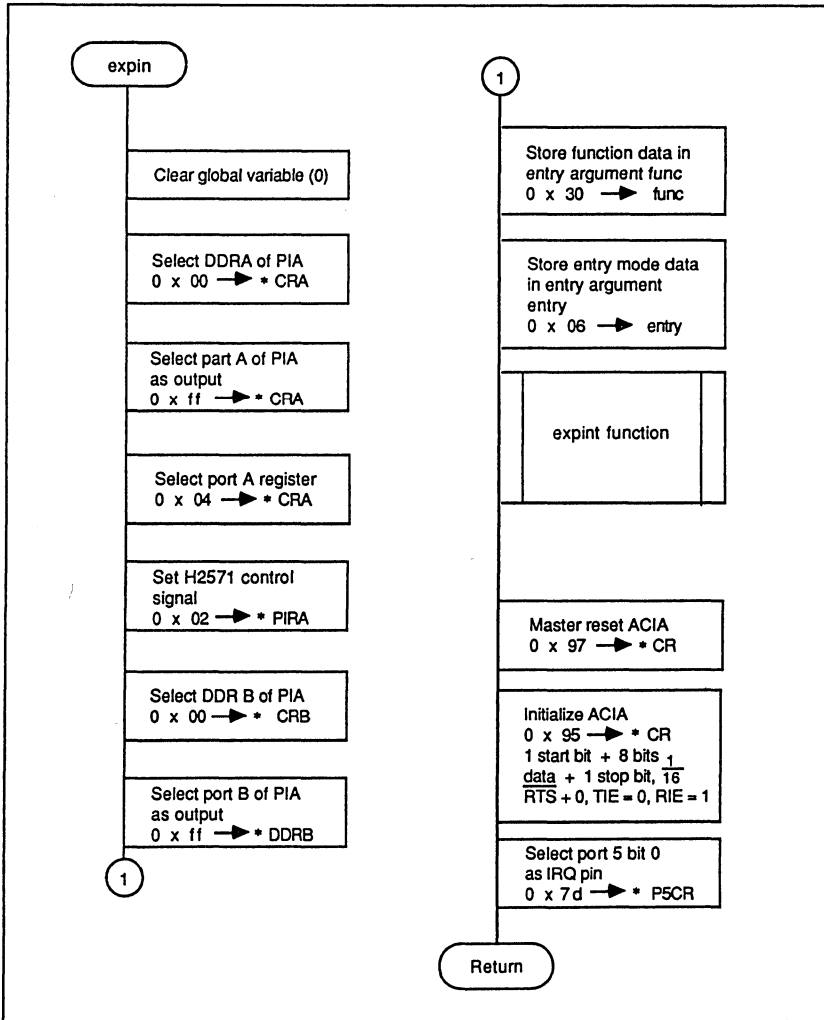 expin
Clear global variable (0)
Select DDRA of PIA
0 x 00 → * CRA
Select part A of PIA
as output
0 x ff → * CRA
Select port A register
0 x 04 → * CRA
Set H2571 control
signal
0 x 02 → * PIRA
Select DDR B of PIA
0 x 00 → * CRB
Select port B of PIA
as output
0 x ff → * DDRB
1
1
Store function data in
entry argument func
0 x 30 → func
Store entry mode data
in entry argument
entry
0 x 06 → entry
expint function
Master reset ACIA
0 x 97 → * CR
Initialize ACIA
0 x 95 → * CR
1 start bit + 8 bits
data + 1 stop bit, 1/16
RTS + 0, TIE = 0, RIE = 1
Select port 5 bit 0
as IRQ pin
0 x 7d → * P5CR
Return